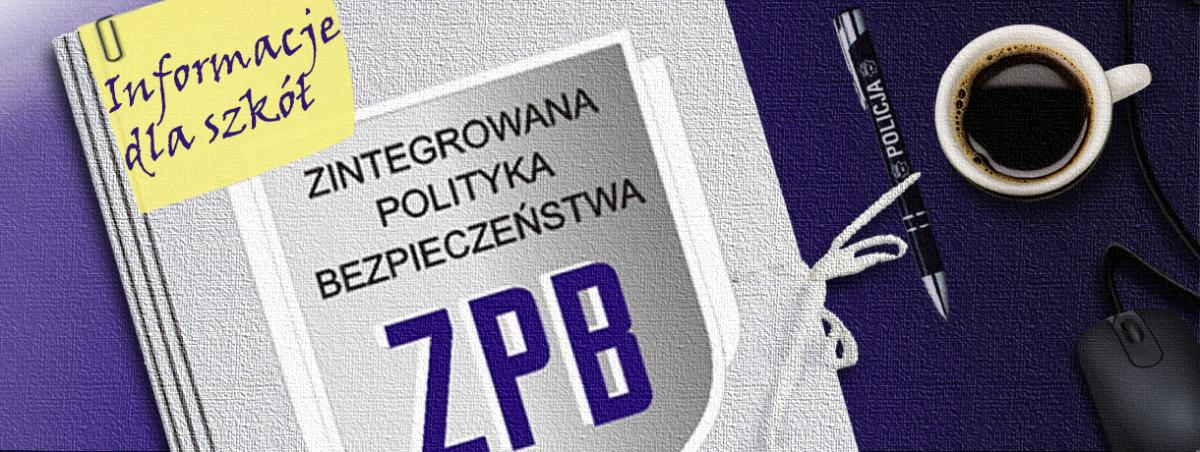 Informacje
dla szkół
ZINTEGROWANA
POLITYKA
BEZPIECZEŃSTWA
ZPB
POLICJA